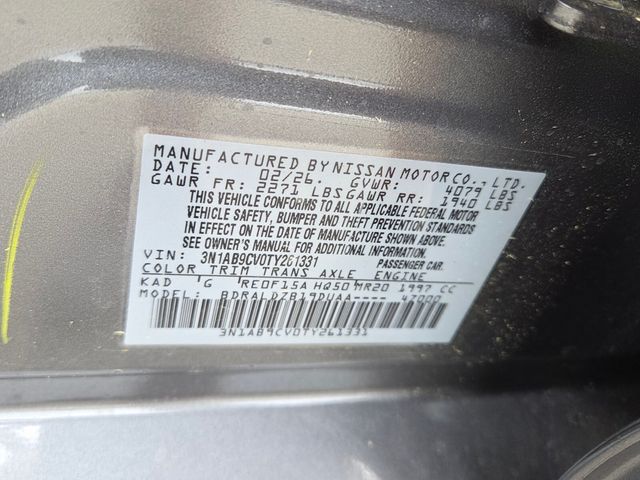 MANUFACTURED BY NISSAN MOTOR CO., LTD.
DATE: 02/26 GVWR: 4079 LBS
GAWR FR: 2271 LBS GAWR RR: 1940 LBS
THIS VEHICLE CONFORMS TO ALL APPLICABLE FEDERAL MOTOR
VEHICLE SAFETY, BUMPER AND THEFT PREVENTION STANDARDS
IN EFFECT ON THE DATE OF MANUFACTURE SHOWN ABOVE.
SEE OWNER'S MANUAL FOR ADDITIONAL INFORMATION.
VIN: 3N1AB9CV0TY261331 PASSENGER CAR.
COLOR TRIM TRANS AXLE ENGINE
KAD G RE0F15A HQ50 MR20 1997 CC
MODEL: BDRALDZB19DUAA---- 47000
3N1AB9CV0TY261331